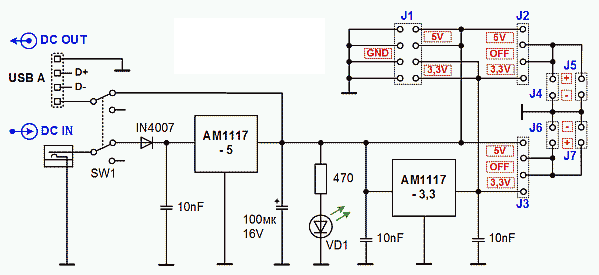 DC OUT
USB A
D+
D-
DC IN
SW1
IN4007
AM1117
- 5
10nF
100мк
16V
470
VD1
AM1117
- 3,3
10nF
10nF
J1
5V
GND
3,3V
J2
5V
OFF
3,3V
J5
+
-
J4
J6
-
+
J7
5V
OFF
3,3V
J3